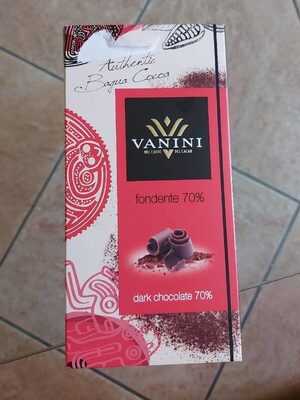 Authentic
Bagua Cocoa
VANINI
NEL CUORE DEL CACAO
fondente 70%
dark chocolate 70%